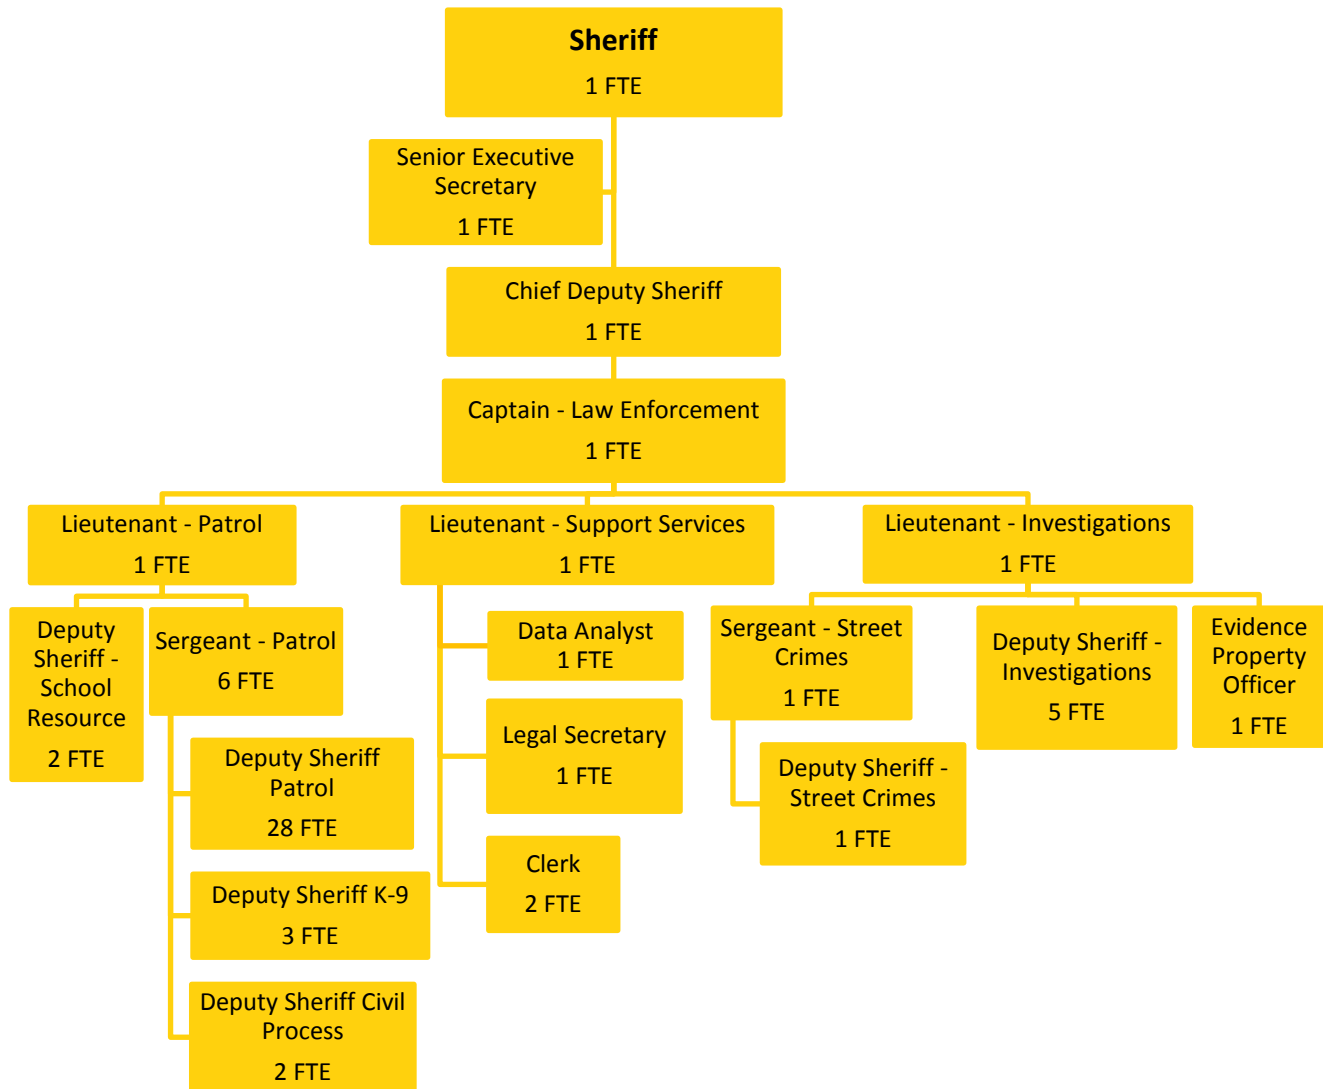 Sheriff
1 FTE
Senior Executive
Secretary
1 FTE
Chief Deputy Sheriff
1 FTE
Captain - Law Enforcement
1 FTE
Lieutenant - Patrol
1 FTE
Deputy
Sheriff -
School
Resource
2 FTE
Sergeant - Patrol
6 FTE
Deputy Sheriff
Patrol
28 FTE
Deputy Sheriff K-9
3 FTE
Deputy Sheriff Civil
Process
2 FTE
Lieutenant - Support Services
1 FTE
Data Analyst
1 FTE
Legal Secretary
1 FTE
Clerk
2 FTE
Lieutenant - Investigations
1 FTE
Sergeant - Street
Crimes
1 FTE
Deputy Sheriff -
Street Crimes
1 FTE
Deputy Sheriff -
Investigations
5 FTE
Evidence
Property
Officer
1 FTE